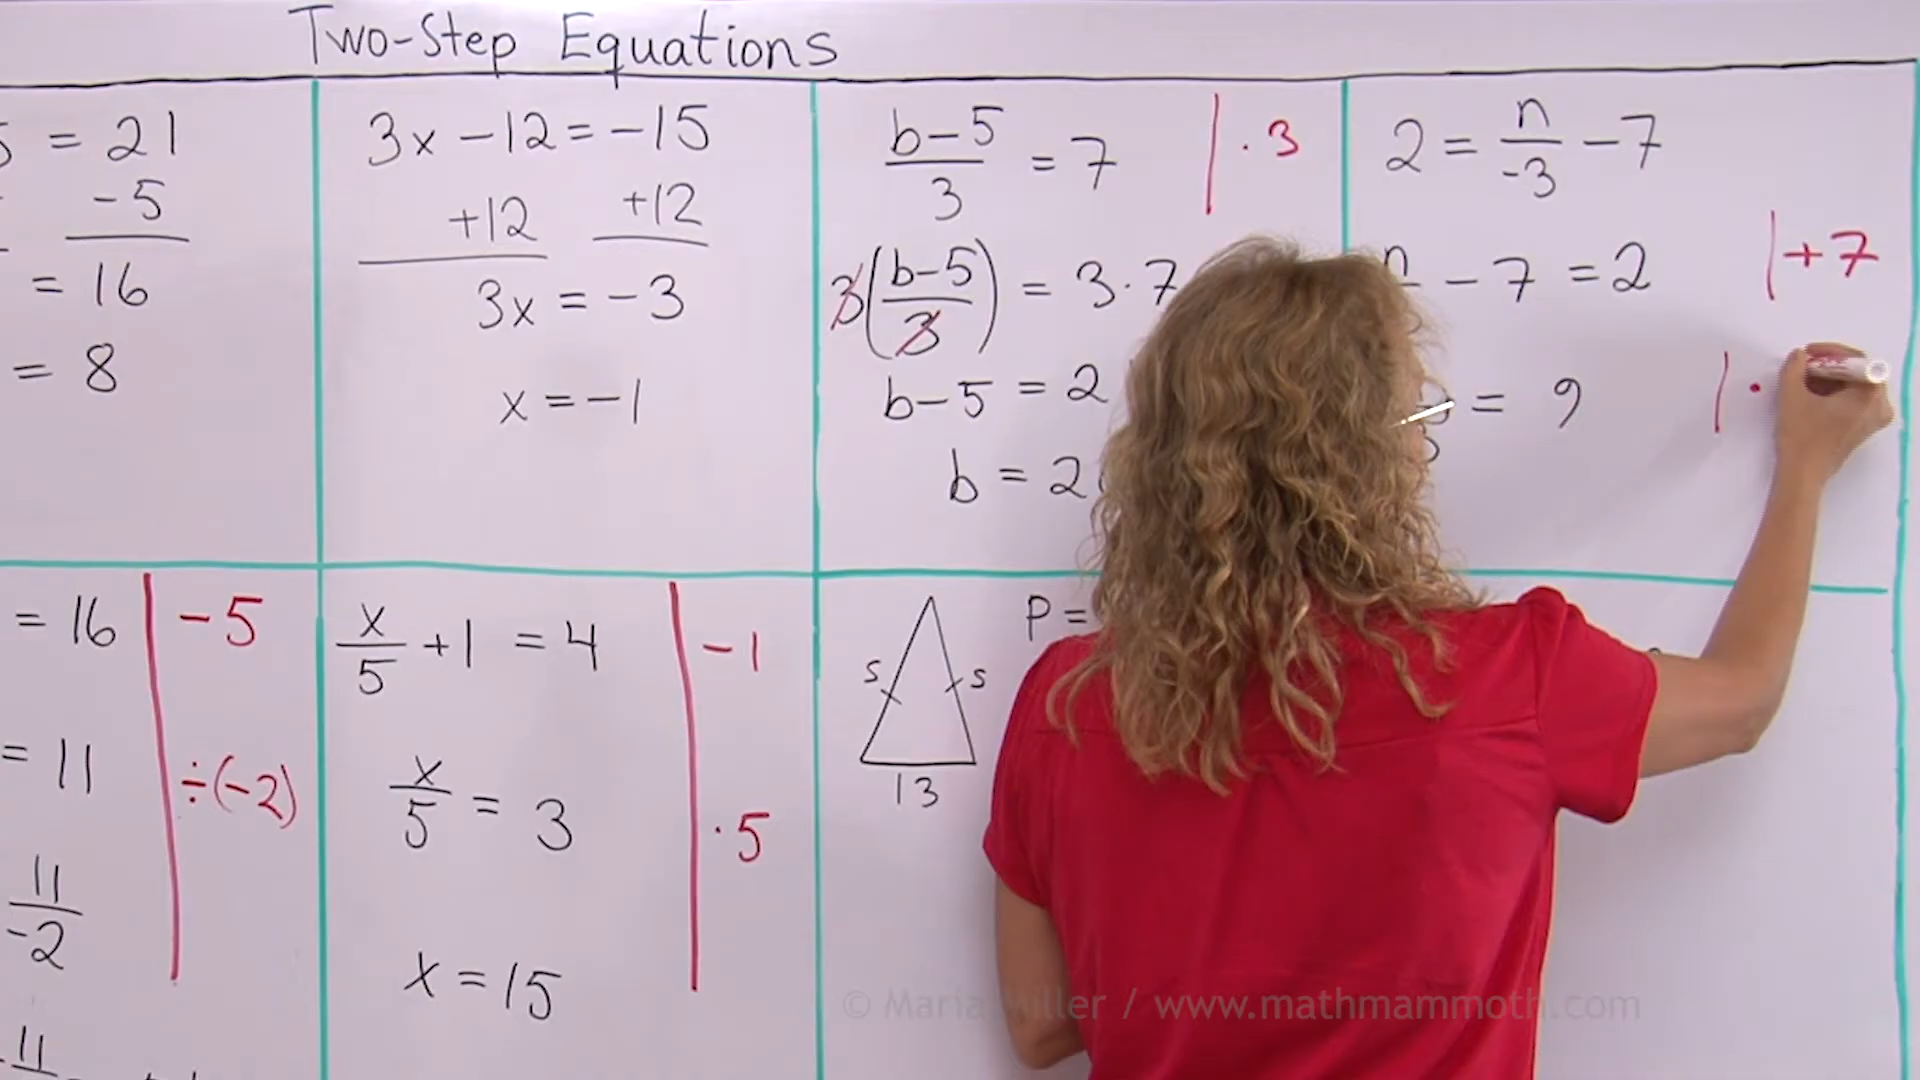 Two-Step Equations
= 21
-5
= 16
= 8
3x - 12 = -15
+12 +12
3x = -3
x = -1
b-5/3 = 7 | · 3
3(b-5/3) = 3·7
b-5 = 2
b = 2
2 = n/-3 - 7
n - 7 = 2 | +7
= 9 | ·
= 16 | -5
= 11 | ÷(-2)
11/-2
11
x/5 + 1 = 4 | -1
x/5 = 3 | · 5
x = 15
P =
s s
13
© Maria Miller / www.mathmammoth.com